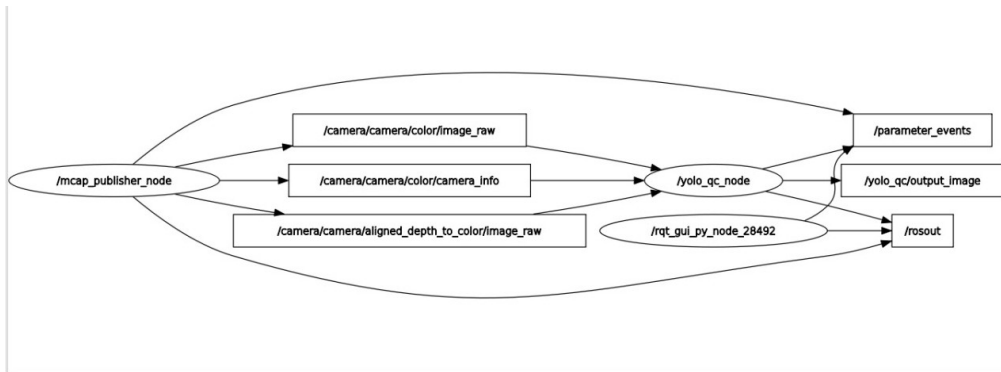 /camera/camera/color/image_raw
/parameter_events
/mcap_publisher_node
/camera/camera/color/camera_info
/yolo_qc_node
/yolo_qc/output_image
/camera/camera/aligned_depth_to_color/image_raw
/rqt_gui_py_node_28492
/rosout